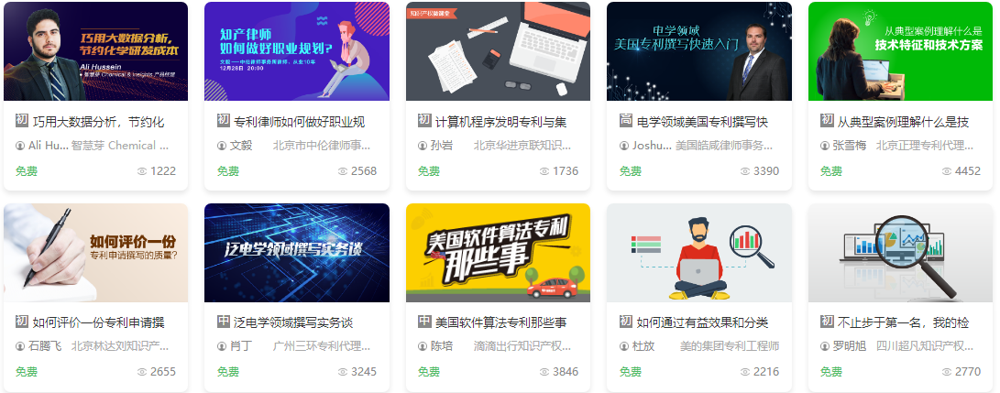 巧用大数据分析，
节约化学研发成本
Ali Hussein
智慧芽 Chemical & Insights 产品经理
初 巧用大数据分析，节约化
Ali Hu... 智慧芽 Chemical ...
免费 1222
知产律师
如何做好职业规划?
文毅——中伦律师事务所律师，从业10年
12月28日 20:00
初 专利律师如何做好职业规
文毅 北京市中伦律师事...
免费 2568
知识产权微课堂
初 计算机程序发明专利与集
孙岩 北京华进京联知识...
免费 1736
电学领域
美国专利撰写快速入门
高 电学领域美国专利撰写快
Joshu... 美国皓咸律师事务...
免费 3390
从典型案例理解什么是
技术特征和技术方案
初 从典型案例理解什么是技
张雪梅 北京正理专利代理...
免费 4452
如何评价一份
专利申请撰写的质量?
初 如何评价一份专利申请撰
石腾飞 北京林达刘知识产...
免费 2655
泛电学领域撰写实务谈
中 泛电学领域撰写实务谈
肖丁 广州三环专利代理...
免费 3245
美国软件算法专利
那些事
中 美国软件算法专利那些事
陈培 滴滴出行知识产权...
免费 3846
初 如何通过有益效果和分类
杜放 美的集团专利工程师
免费 2216
初 不止步于第一名，我的检
罗明旭 四川超凡知识产权...
免费 2770